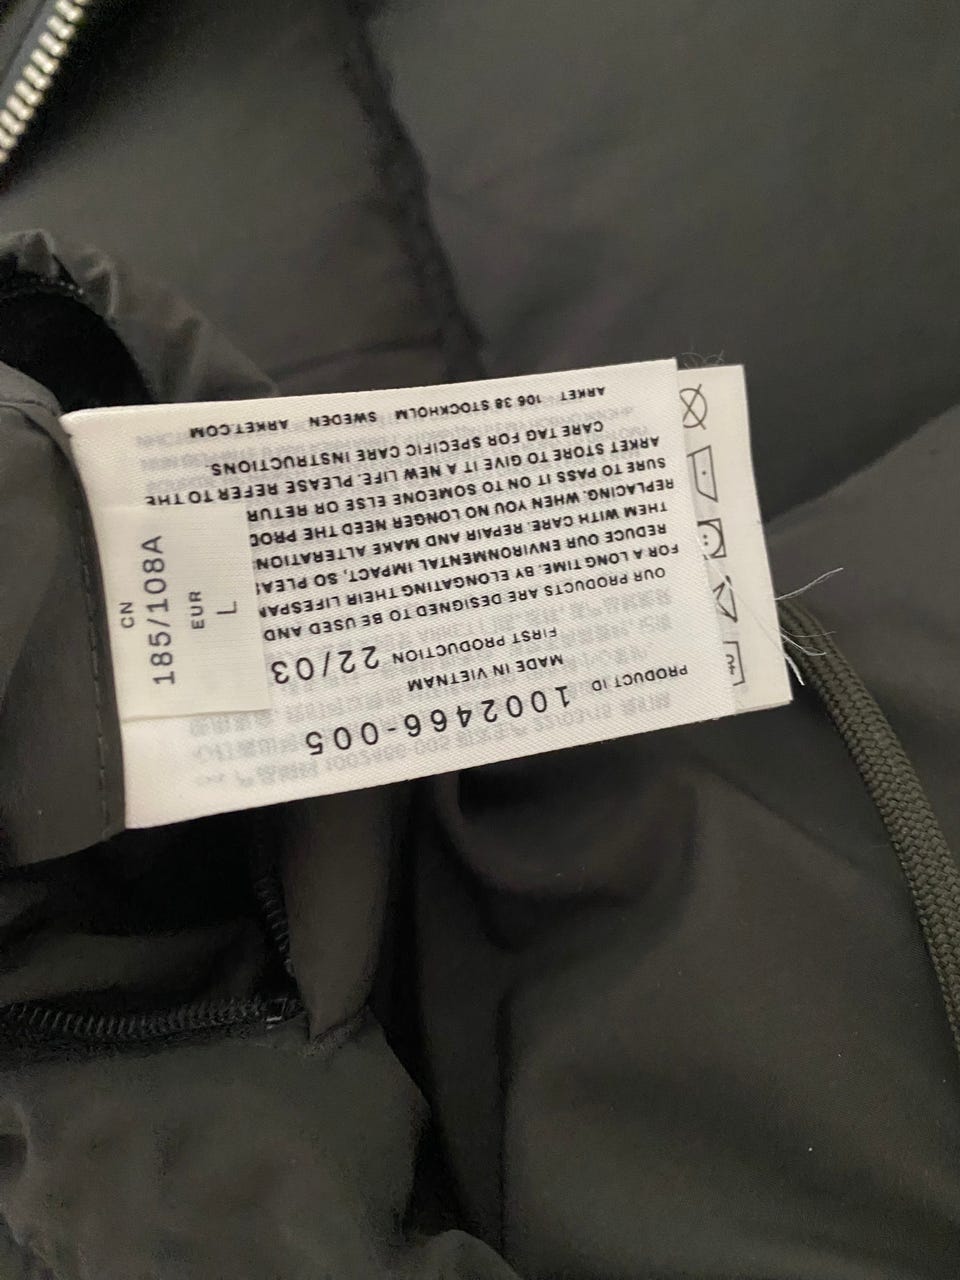 PRODUCT ID
1002466-005
MADE IN VIETNAM
FIRST PRODUCTION 22/03
OUR PRODUCTS ARE DESIGNED TO BE USED AND
FOR A LONG TIME. BY ELONGATING THEIR LIFESPAN
REDUCE OUR ENVIRONMENTAL IMPACT, SO PLEA
THEM WITH CARE. REPAIR AND MAKE ALTERATION
REPLACING. WHEN YOU NO LONGER NEED THE PROD
SURE TO PASS IT ON TO SOMEONE ELSE OR RETUR
ARKET STORE TO GIVE IT A NEW LIFE. PLEASE REFER TO THE
CARE TAG FOR SPECIFIC CARE INSTRUCTIONS.
ARKET 106 38 STOCKHOLM SWEDEN ARKET.COM
CN
185/108A
EUR
L